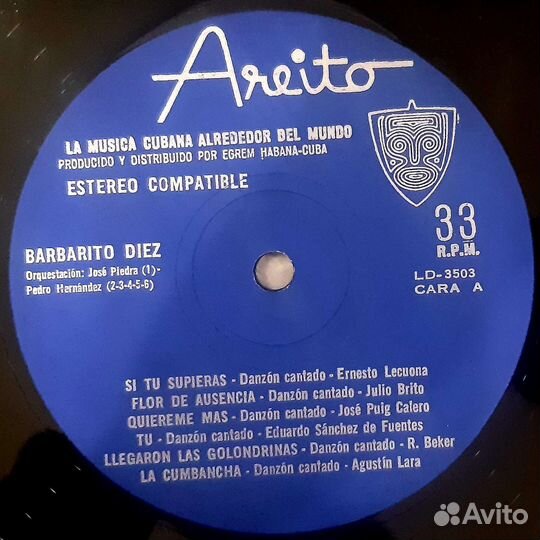 Areito
LA MUSICA CUBANA ALREDEDOR DEL MUNDO
PRODUCIDO Y DISTRIBUIDO POR EGREM HABANA-CUBA
ESTEREO COMPATIBLE
33
R.P.M.
BARBARITO DIEZ
Orquestación: José Piedra (1)-
Pedro Hernández (2-3-4-5-6)
LD-3503
CARA A
SI TU SUPIERAS - Danzón cantado - Ernesto Lecuona
FLOR DE AUSENCIA - Danzón cantado - Julio Brito
QUIEREME MAS - Danzón cantado - José Puig Calero
TU - Danzón cantado - Eduardo Sánchez de Fuentes
LLEGARON LAS GOLONDRINAS - Danzón cantado - R. Beker
LA CUMBANCHA - Danzón cantado - Agustín Lara
Avito